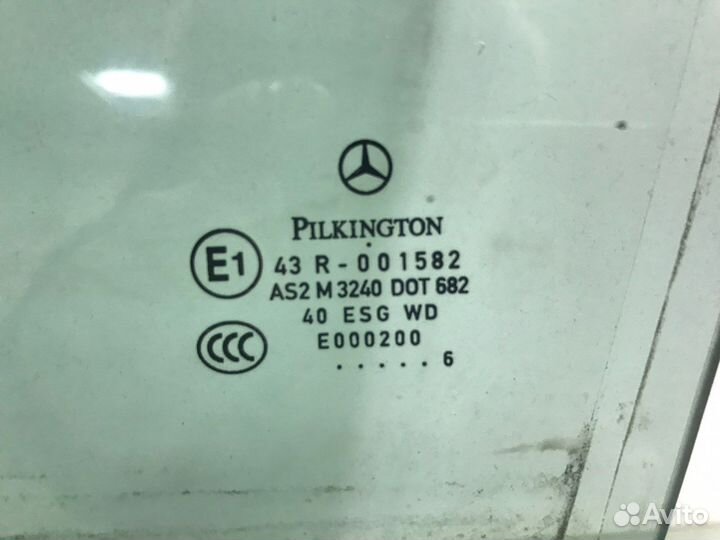 PILKINGTON
E1
43 R - 001582
AS2 M 3240 DOT 682
40 ESG WD
E000200
CCC
. . . . . 6
Avito